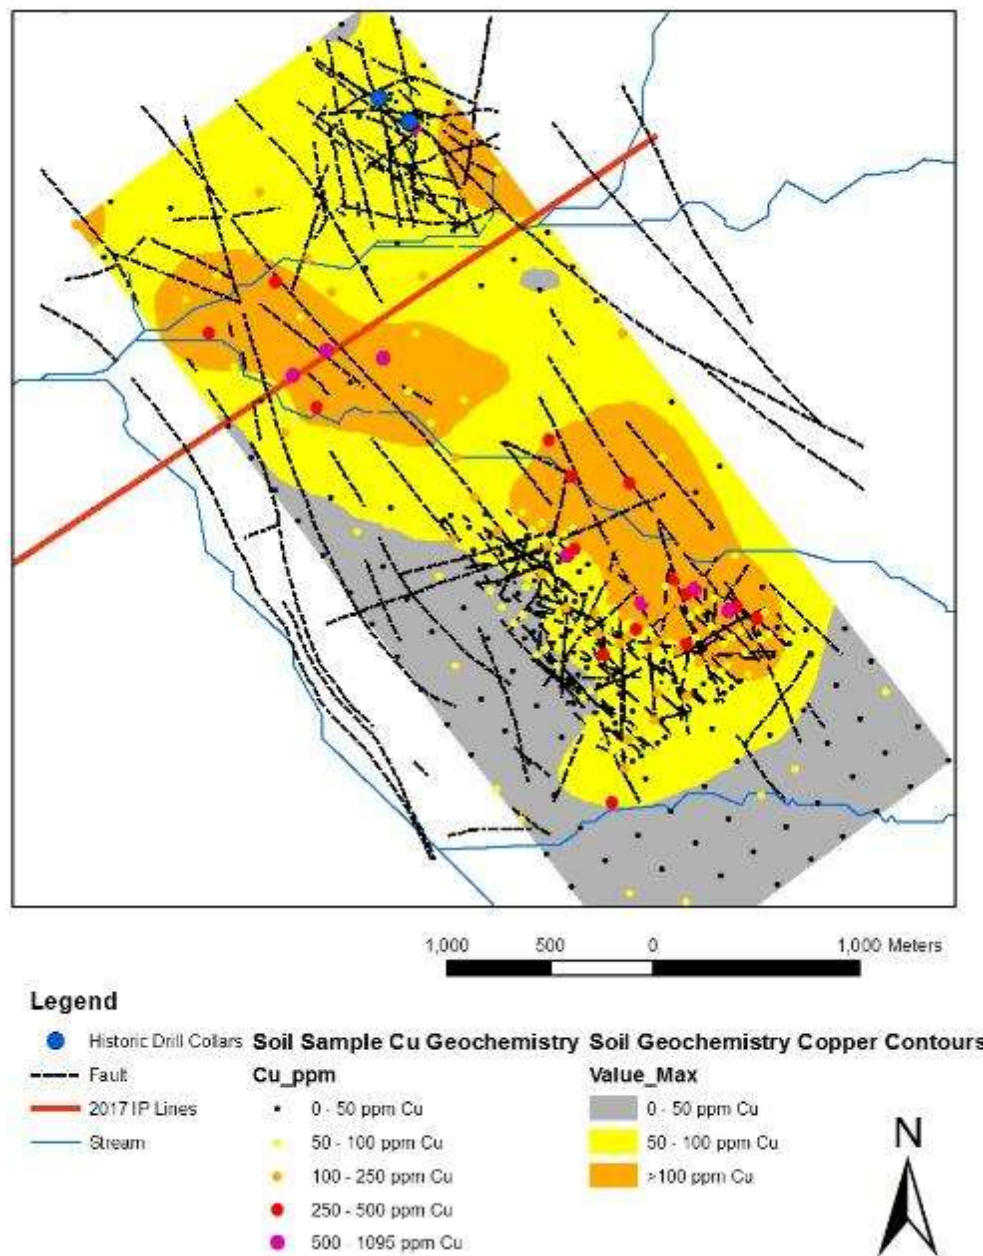 1,000 500 0 1,000 Meters
Legend
Historic Drill Collars
Fault
2017 IP Lines
Stream
Soil Sample Cu Geochemistry
Cu_ppm
0 - 50 ppm Cu
50 - 100 ppm Cu
100 - 250 ppm Cu
250 - 500 ppm Cu
500 - 1095 ppm Cu
Soil Geochemistry Copper Contours
Value_Max
0 - 50 ppm Cu
50 - 100 ppm Cu
>100 ppm Cu
N